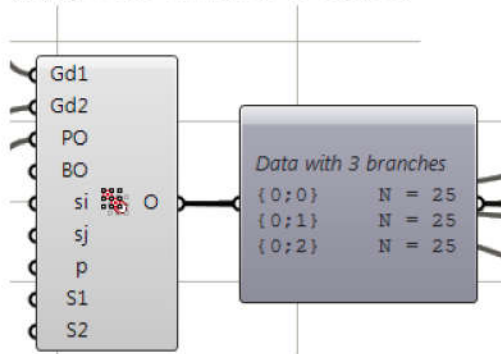 Gd1
Gd2
PO
BO
si
O
sj
p
S1
S2
Data with 3 branches
{0;0} N = 25
{0;1} N = 25
{0;2} N = 25